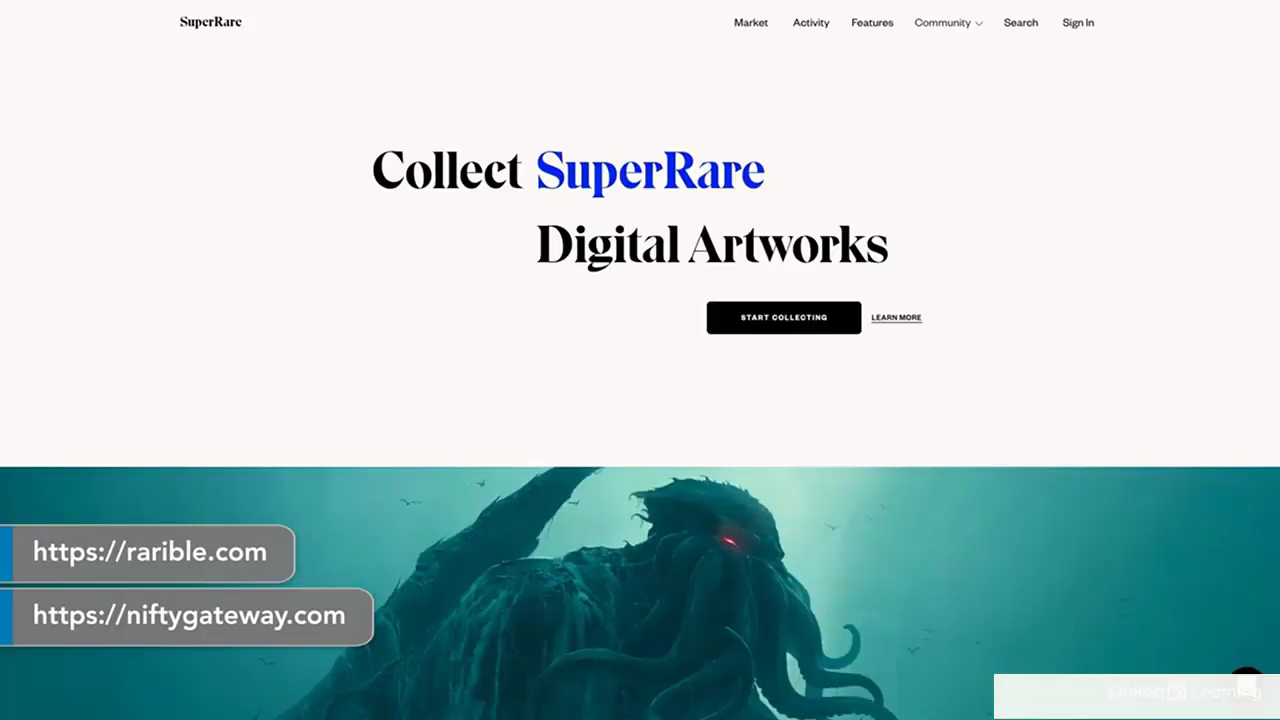 SuperRare
Market Activity Features Community Search Sign In
Collect SuperRare
Digital Artworks
START COLLECTING LEARN MORE
https://rarible.com
https://niftygateway.com